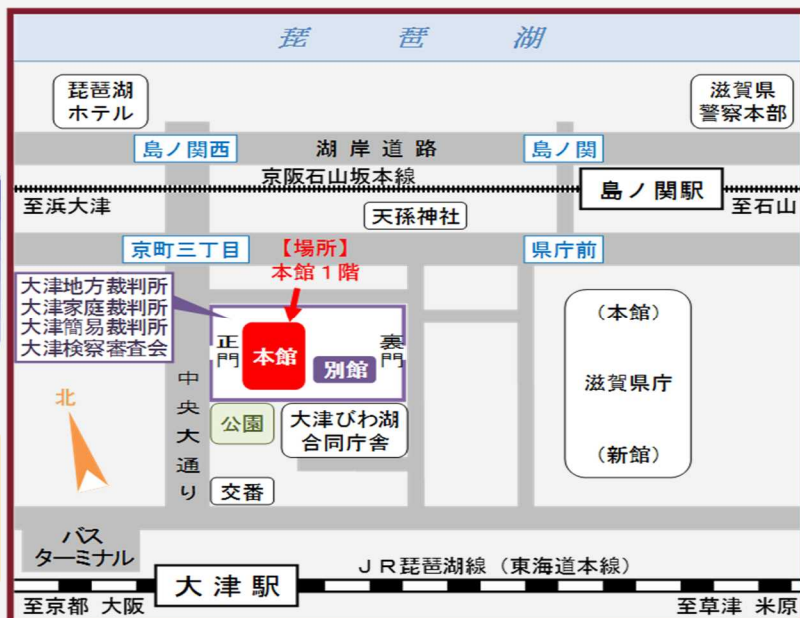 琵琶湖
琵琶湖
ホテル
滋賀県
警察本部
島ノ関西
湖岸道路
島ノ関
京阪石山坂本線
島ノ関駅
至浜大津
至石山
天孫神社
京町三丁目
【場所】
本館1階
県庁前
大津地方裁判所
大津家庭裁判所
大津簡易裁判所
大津検察審査会
正門
本館
別館
裏門
(本館)
滋賀県庁
(新館)
北
中央大通り
公園
大津びわ湖
合同庁舎
交番
バス
ターミナル
JR琵琶湖線(東海道本線)
大津駅
至京都 大阪
至草津 米原